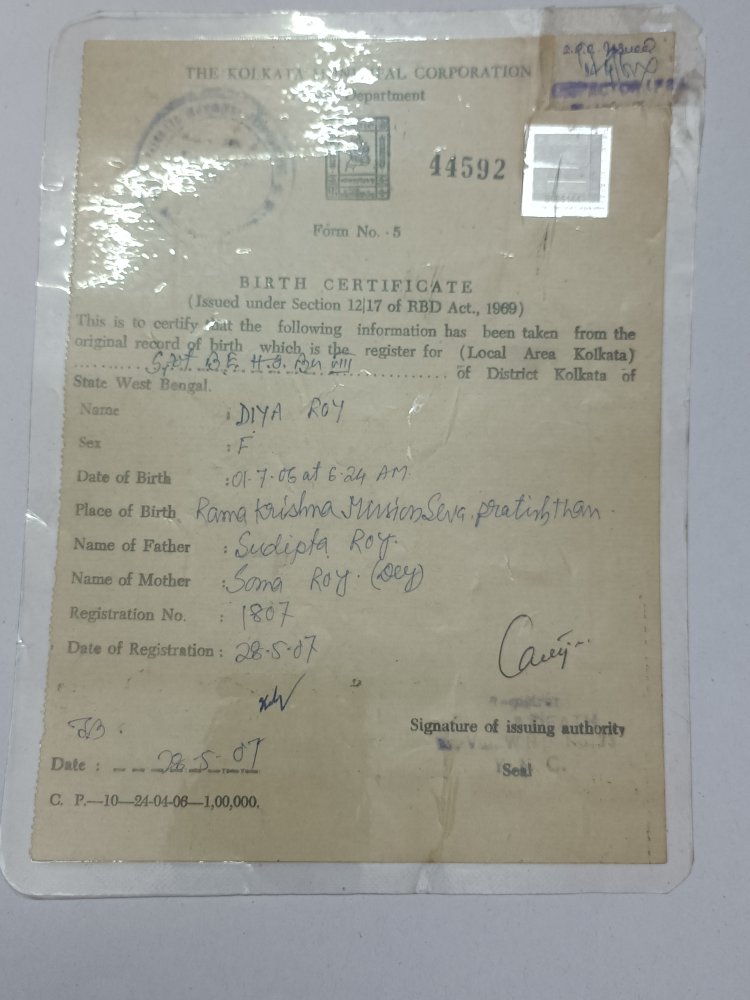 THE KOLKATA MUNICIPAL CORPORATION
Department
44592
Form No. - 5
BIRTH CERTIFICATE
(Issued under Section 12|17 of RBD Act., 1969)
This is to certify that the following information has been taken from the
original record of birth which is the register for (Local Area Kolkata)
of District Kolkata of
State West Bengal.
Name : DIYA ROY
Sex : F
Date of Birth : 01-7-06 at 6-24 AM.
Place of Birth Rama Krishna Mission Seva pratishthan.
Name of Father : Sudipta Roy.
Name of Mother : Soma Roy. (Dey)
Registration No. : 1807
Date of Registration : 28-5-07
Signature of issuing authority
Date : 28-5-07
Seal
C. P.—10—24-04-06—1,00,000.